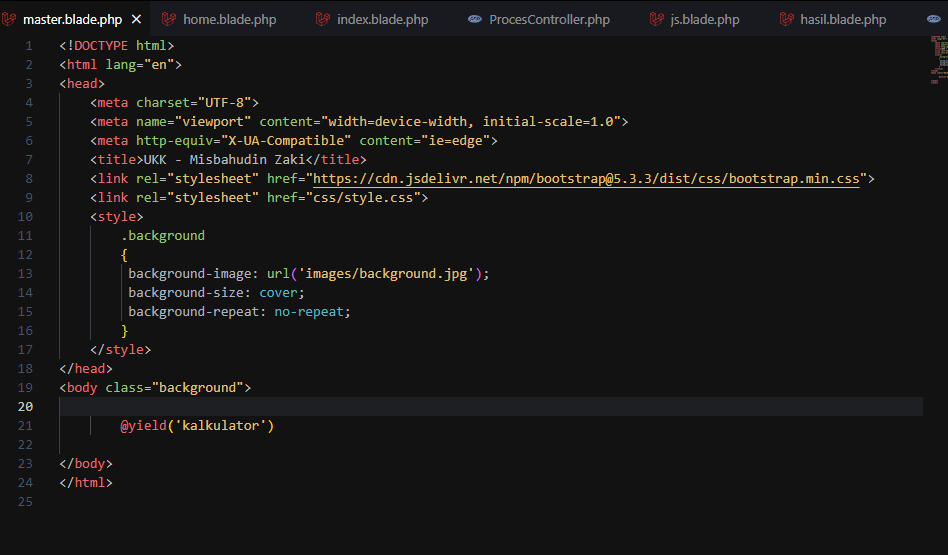 master.blade.php × home.blade.php index.blade.php ProcesController.php js.blade.php hasil.blade.php
1 <!DOCTYPE html>
2 <html lang="en">
3 <head>
4 <meta charset="UTF-8">
5 <meta name="viewport" content="width=device-width, initial-scale=1.0">
6 <meta http-equiv="X-UA-Compatible" content="ie=edge">
7 <title>UKK - Misbahudin Zaki</title>
8 <link rel="stylesheet" href="https://cdn.jsdelivr.net/npm/bootstrap@5.3.3/dist/css/bootstrap.min.css">
9 <link rel="stylesheet" href="css/style.css">
10 <style>
11 .background
12 {
13 background-image: url('images/background.jpg');
14 background-size: cover;
15 background-repeat: no-repeat;
16 }
17 </style>
18 </head>
19 <body class="background">
20
21 @yield('kalkulator')
22
23 </body>
24 </html>
25